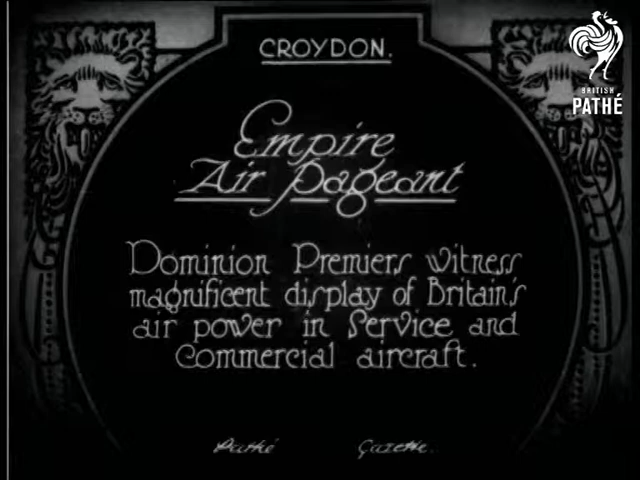 CROYDON.
BRITISH
PATHÉ
Empire
Air Pageant
Dominion Premiers witness
magnificent display of Britain's
air power in Service and
Commercial aircraft.
Pathé Gazette.